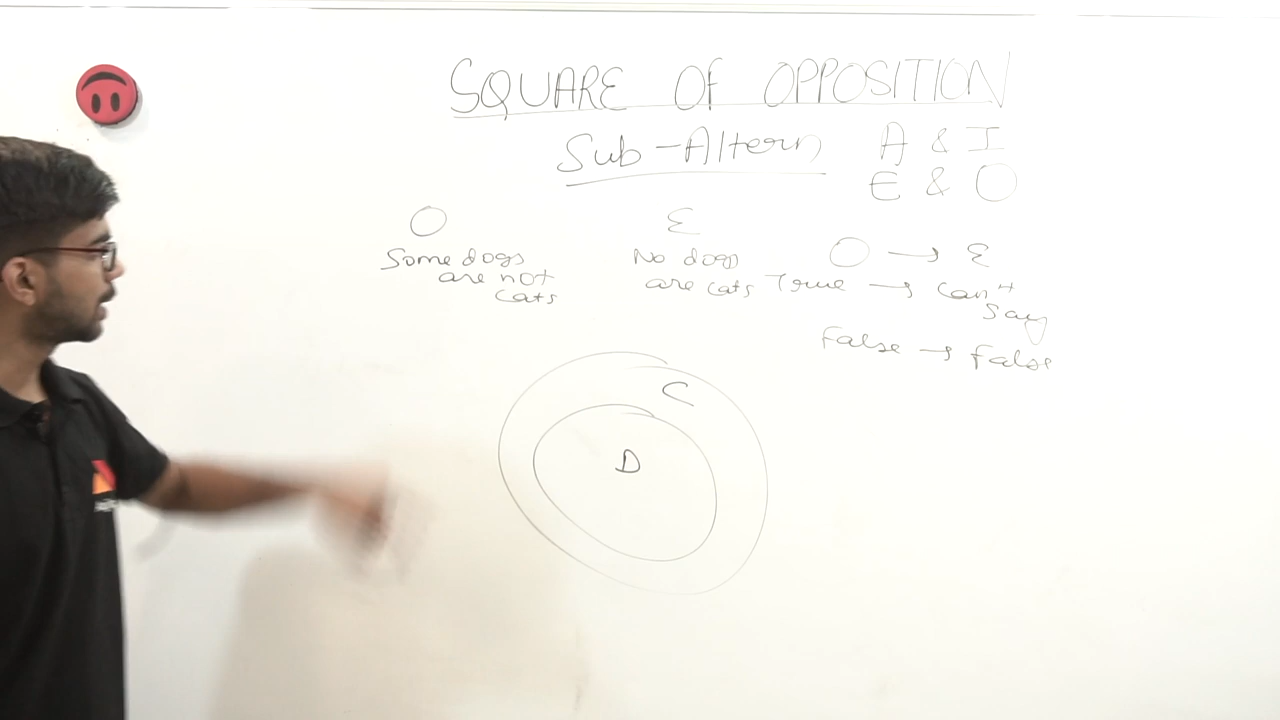 SQUARE OF OPPOSITION
Sub-Altern A & I
E & O
O E O → E
Some dogs No dogs True → Can't
are not are cats say
cats False → False
C
D